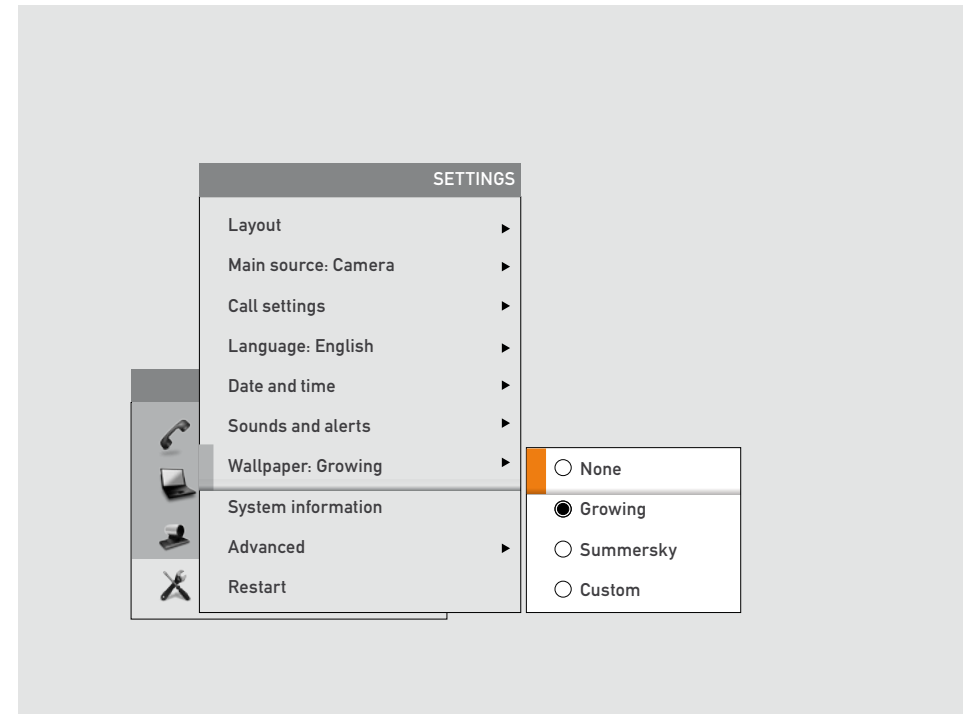 SETTINGS
Layout
Main source: Camera
Call settings
Language: English
Date and time
Sounds and alerts
Wallpaper: Growing
System information
Advanced
Restart
None
Growing
Summersky
Custom